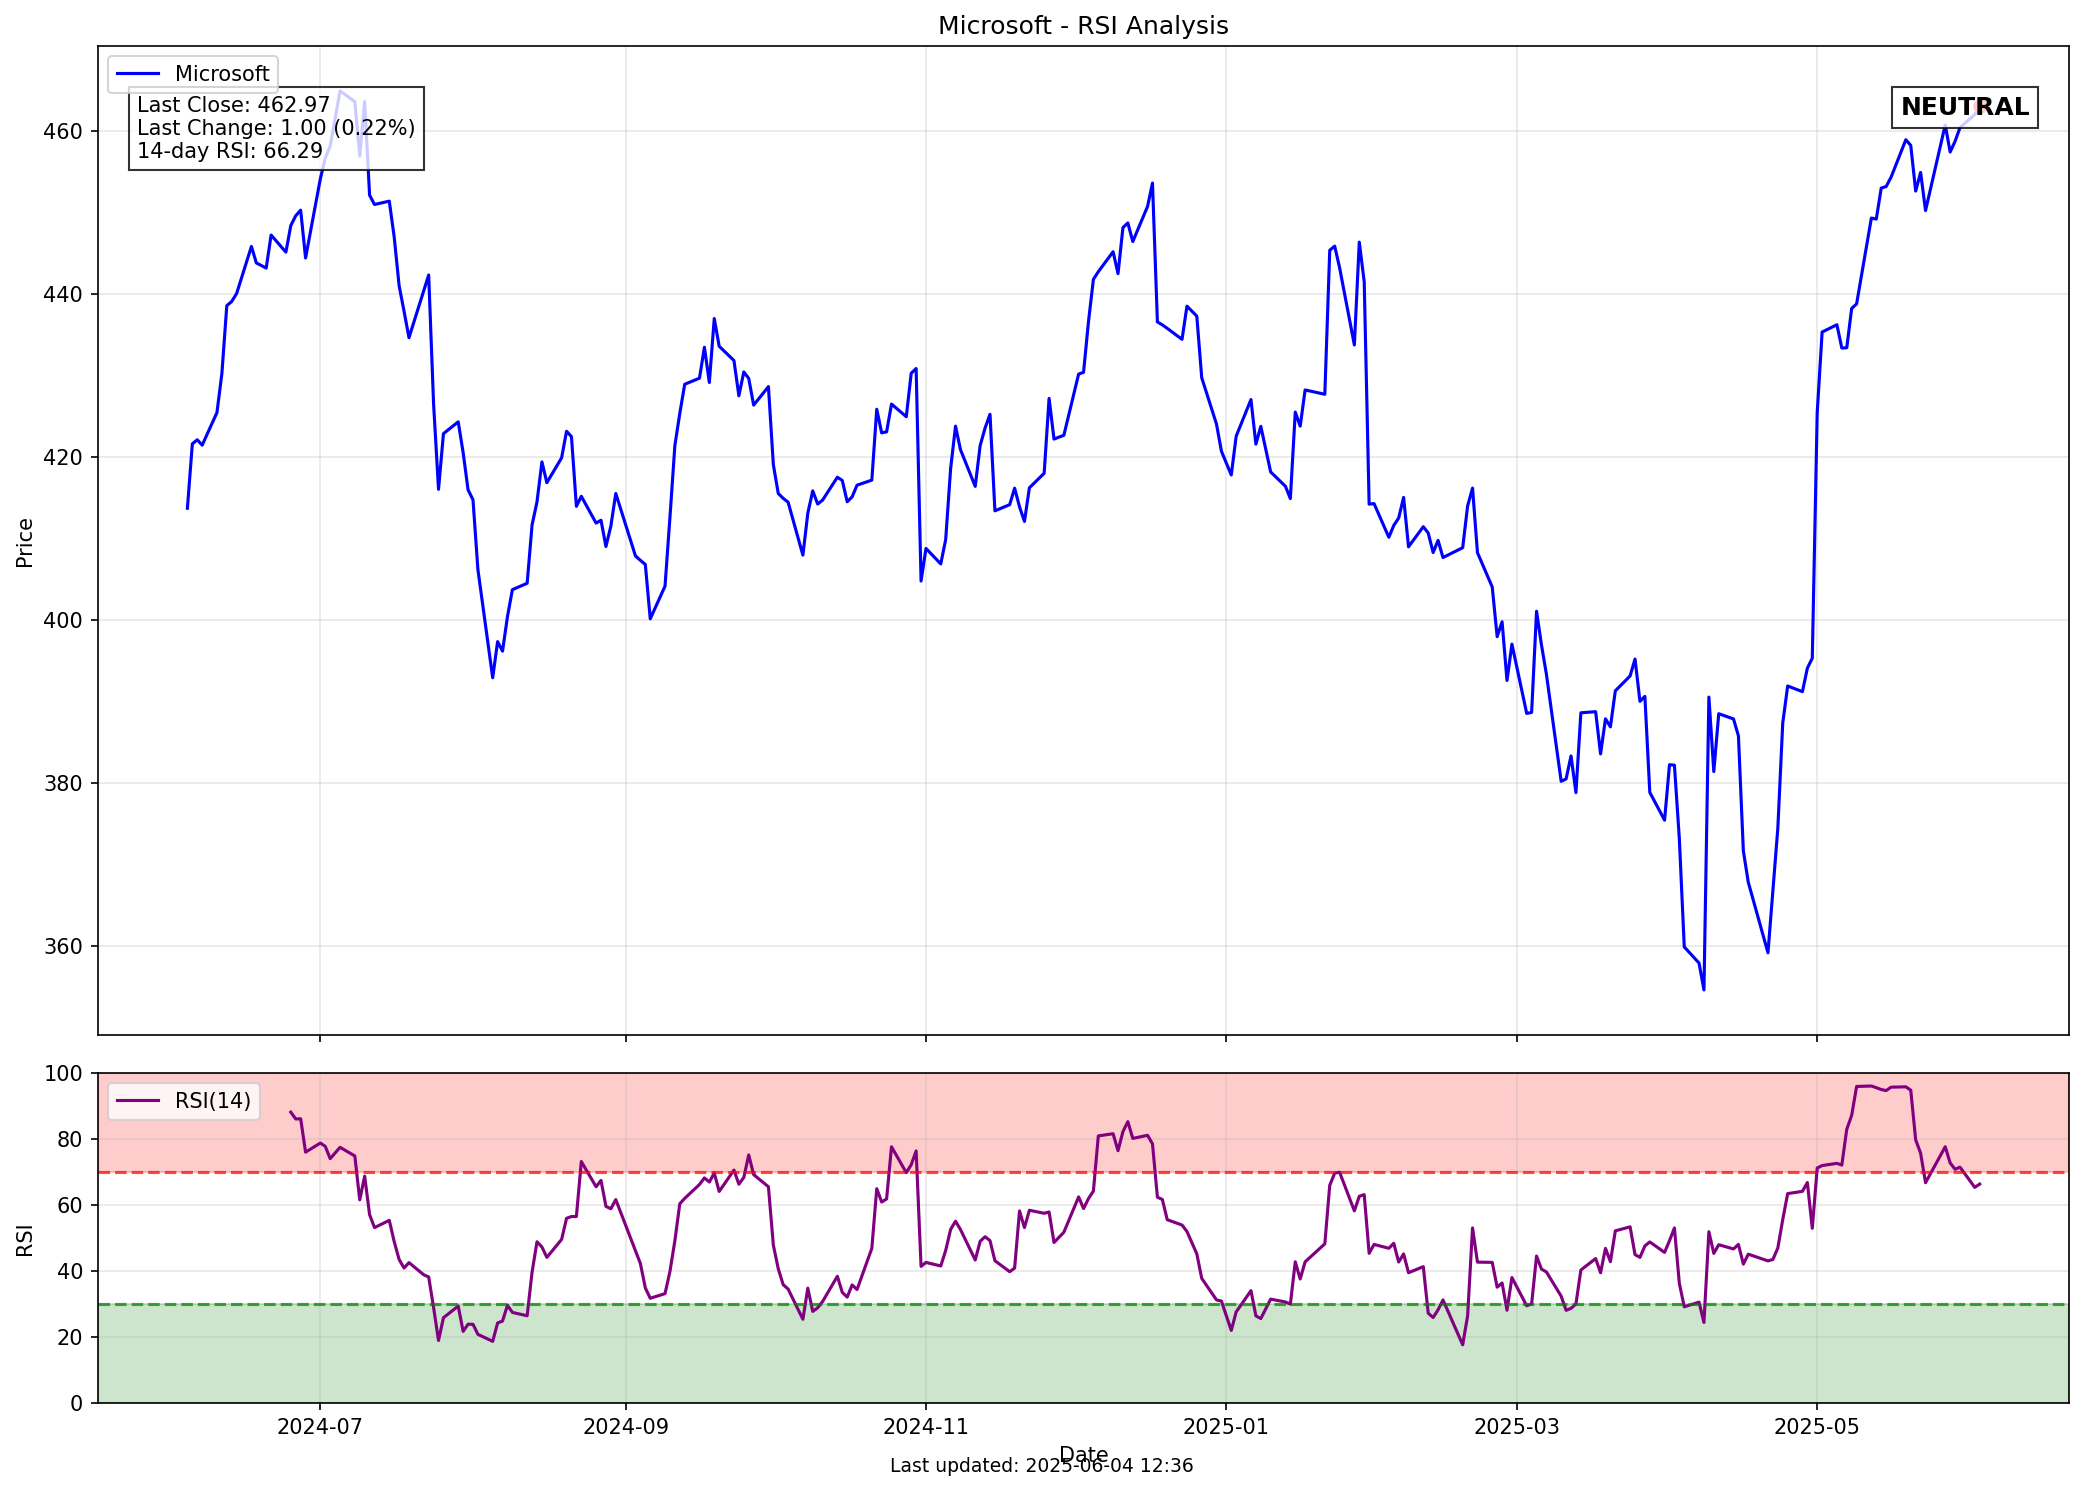 Microsoft - RSI Analysis
Microsoft
Last Close: 462.97
Last Change: 1.00 (0.22%)
14-day RSI: 66.29
NEUTRAL
460
440
420
400
380
360
Price
RSI(14)
100
80
60
40
20
0
RSI
2024-07
2024-09
2024-11
2025-01
2025-03
2025-05
Date
Last updated: 2025-06-04 12:36